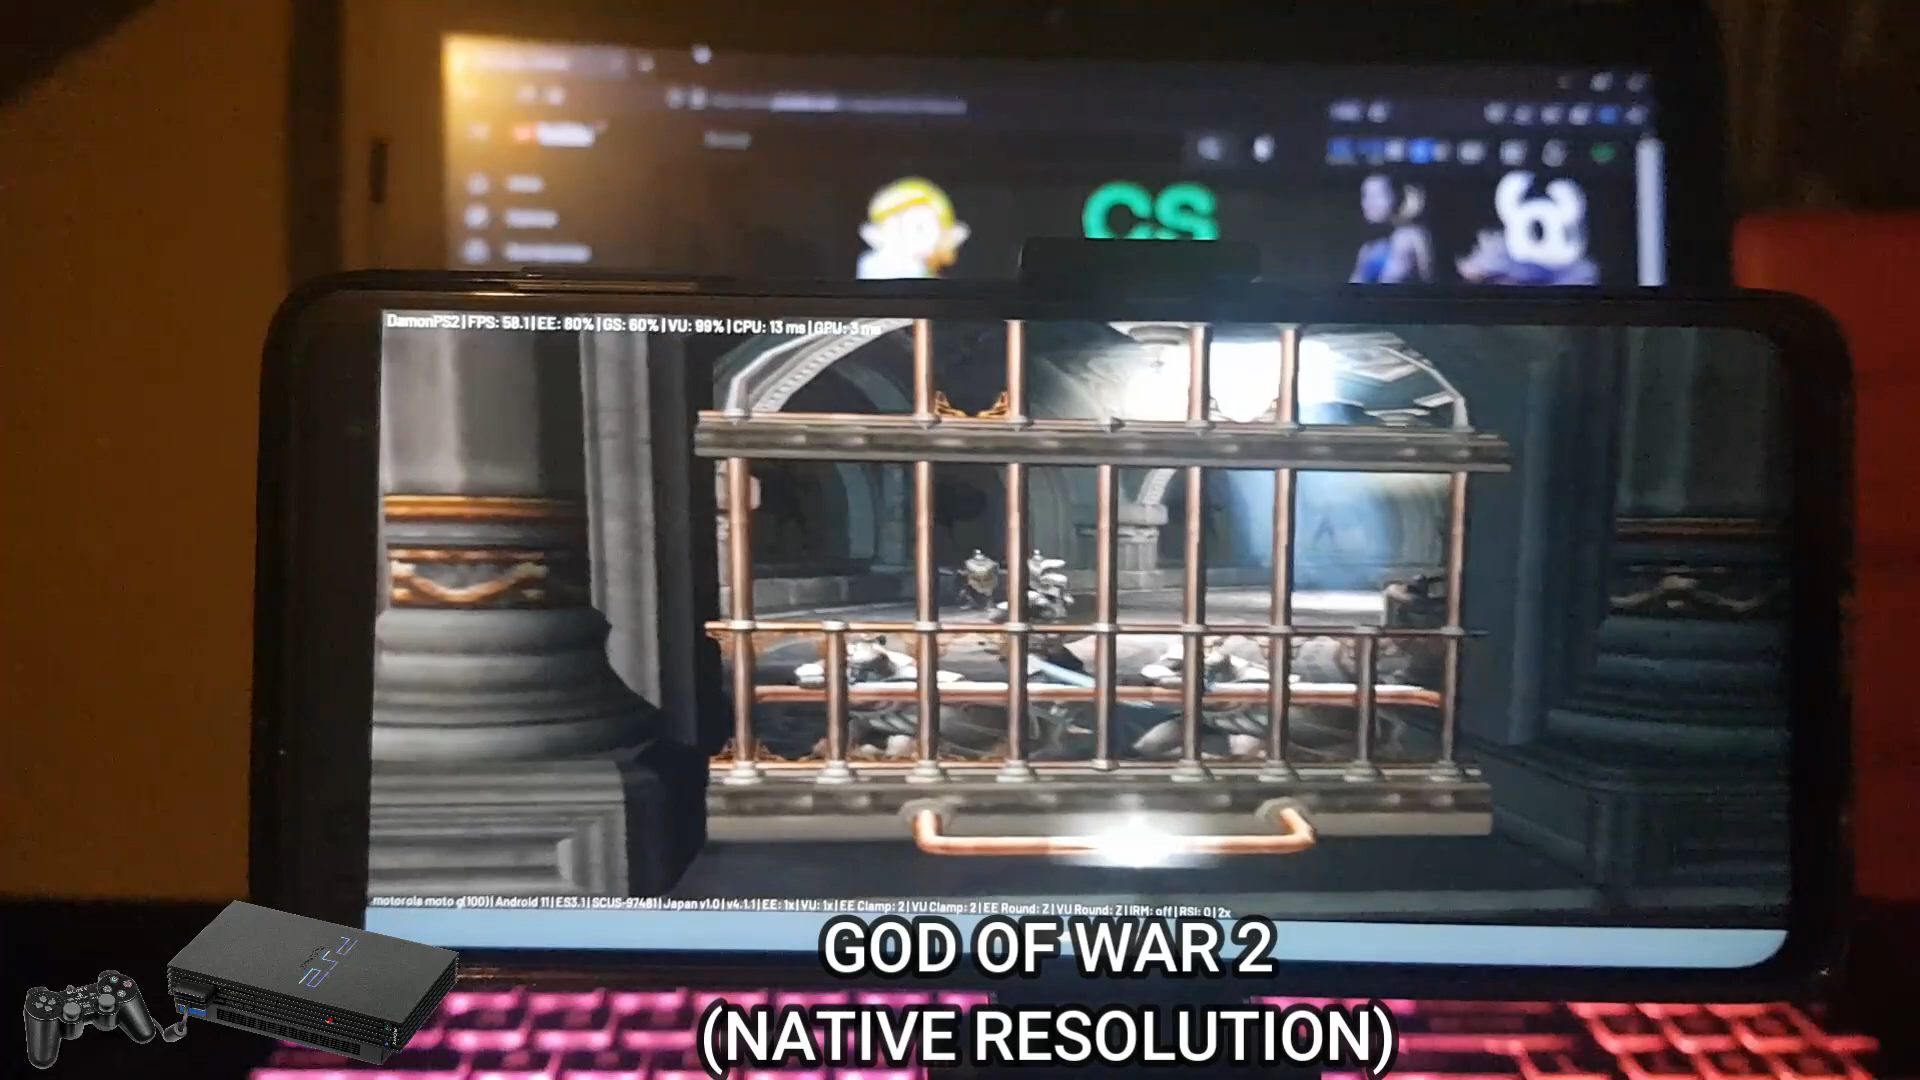 CS
DamonPS2 | FPS: 58.1 | EE: 80% | GS: 60% | VU: 99% | CPU: 13 ms | GPU: 3 ms
motorola moto g(100) | Android 11 | ES3.1 | SCUS-97481 | Japan v1.0 | v4.1.1 | EE: 1x | VU: 1x | EE Clamp: 2 | VU Clamp: 2 | EE Round: Z | VU Round: Z | IRM: off | RSI: 0 | 2x
PS2
GOD OF WAR 2
(NATIVE RESOLUTION)